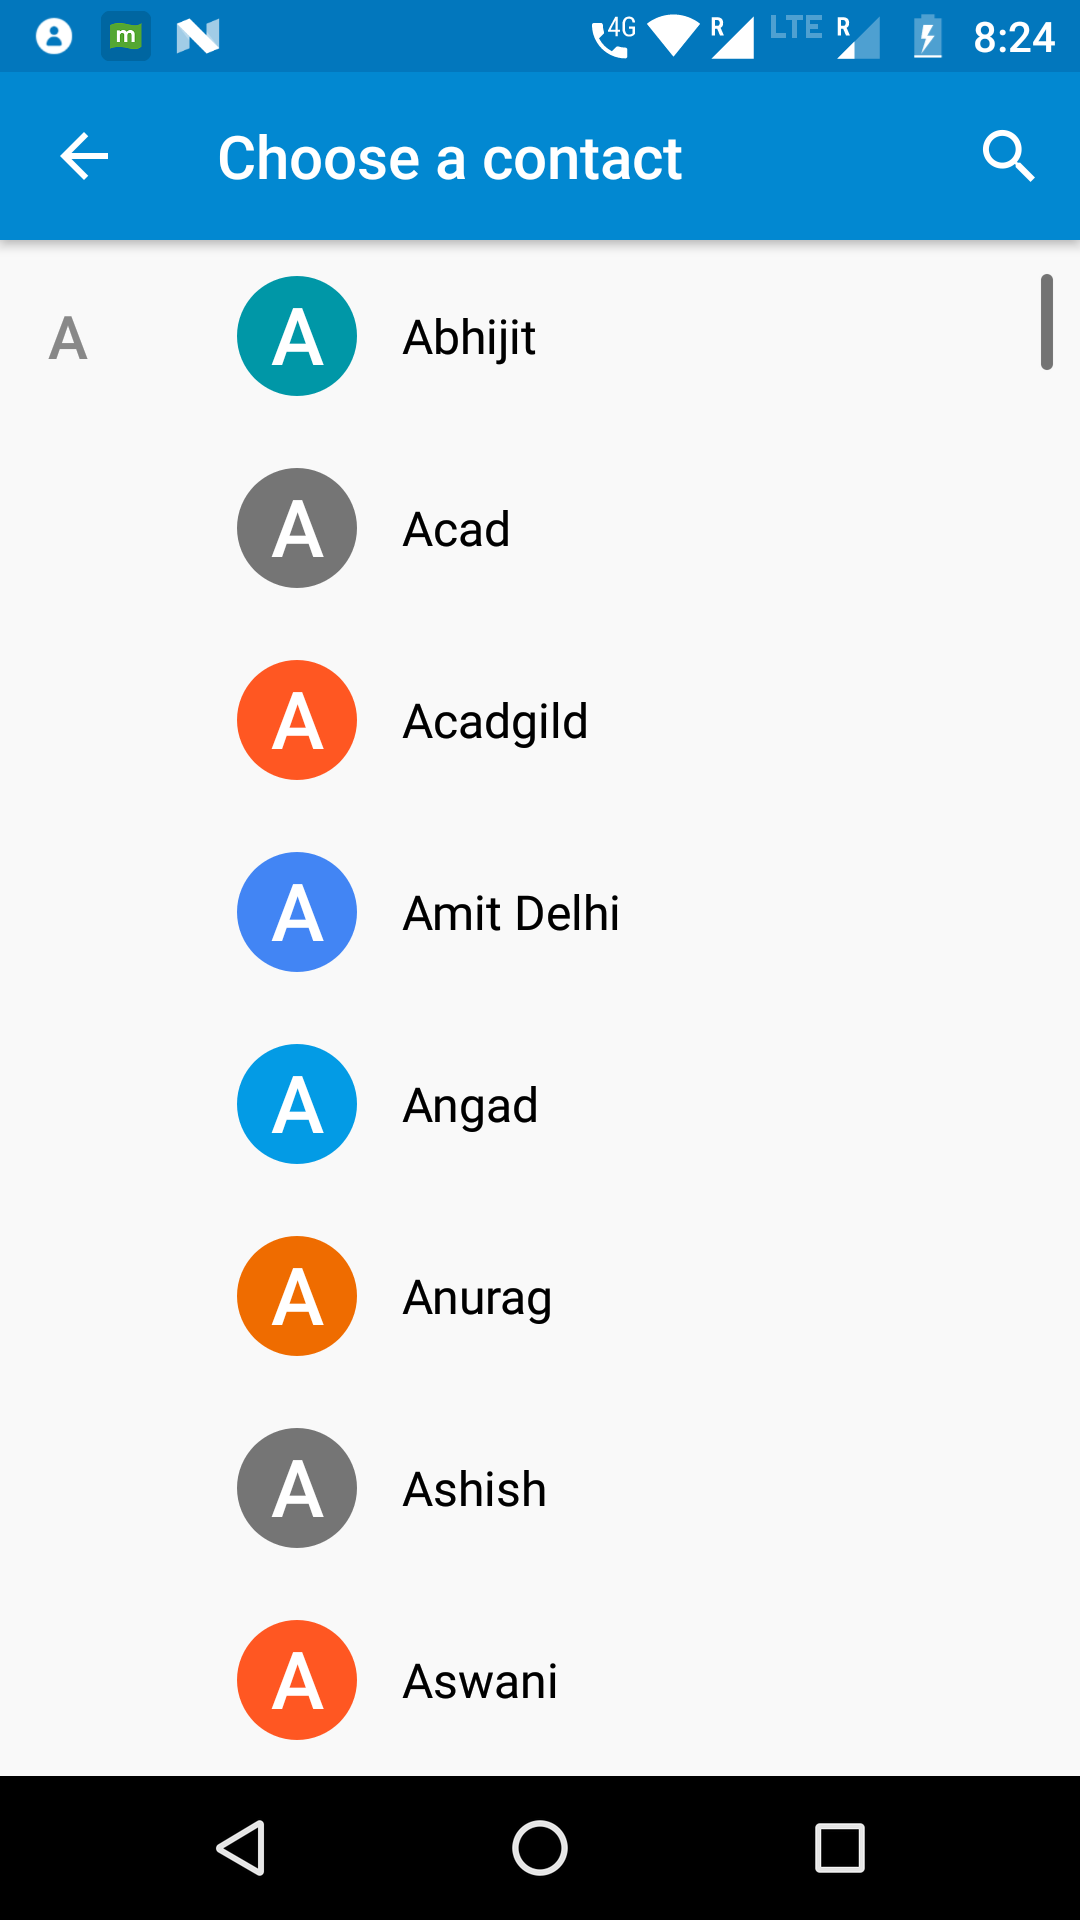 m 4G R LTE R 8:24
Choose a contact
A A Abhijit
A Acad
A Acadgild
A Amit Delhi
A Angad
A Anurag
A Ashish
A Aswani